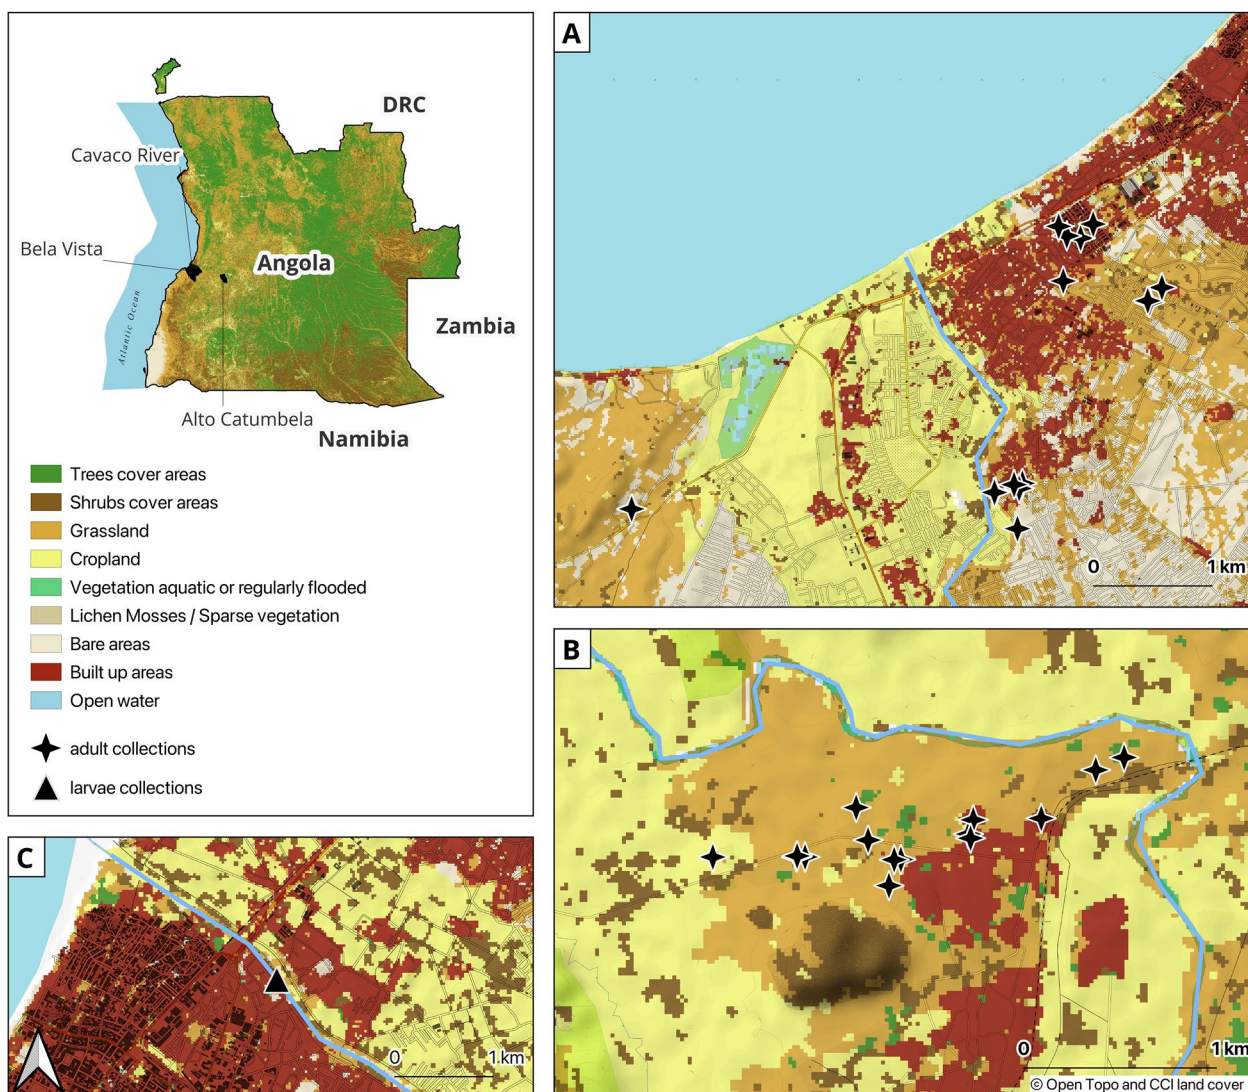 DRC
Cavaco River
Bela Vista
Angola
Atlantic Ocean
Zambia
Alto Catumbela
Namibia
Trees cover areas
Shrubs cover areas
Grassland
Cropland
Vegetation aquatic or regularly flooded
Lichen Mosses / Sparse vegetation
Bare areas
Built up areas
Open water
adult collections
larvae collections
A
0 1 km
B
0 1 km
© Open Topo and CCI land cover
C
0 1 km